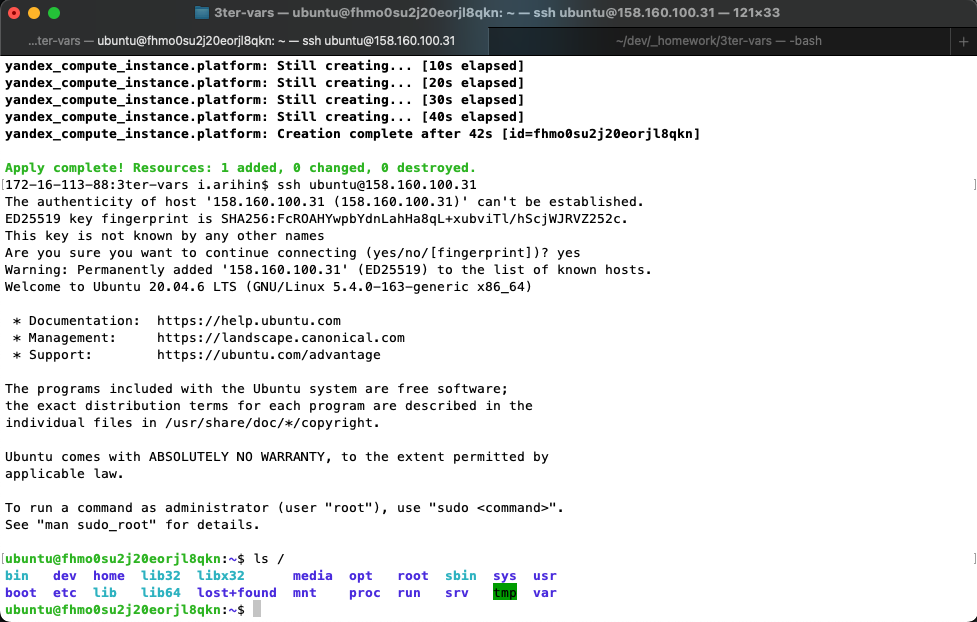 3ter-vars — ubuntu@fhmo0su2j20eorjl8qkn: ~ — ssh ubuntu@158.160.100.31 — 121×33
...ter-vars — ubuntu@fhmo0su2j20eorjl8qkn: ~ — ssh ubuntu@158.160.100.31
~/dev/_homework/3ter-vars — -bash
+
yandex_compute_instance.platform: Still creating... [10s elapsed]
yandex_compute_instance.platform: Still creating... [20s elapsed]
yandex_compute_instance.platform: Still creating... [30s elapsed]
yandex_compute_instance.platform: Still creating... [40s elapsed]
yandex_compute_instance.platform: Creation complete after 42s [id=fhmo0su2j20eorjl8qkn]
Apply complete! Resources: 1 added, 0 changed, 0 destroyed.
[172-16-113-88:3ter-vars i.arihin$ ssh ubuntu@158.160.100.31 ]
The authenticity of host '158.160.100.31 (158.160.100.31)' can't be established.
ED25519 key fingerprint is SHA256:FcROAHYwpbYdnLahHa8qL+xubviTl/hScjWJRVZ252c.
This key is not known by any other names
Are you sure you want to continue connecting (yes/no/[fingerprint])? yes
Warning: Permanently added '158.160.100.31' (ED25519) to the list of known hosts.
Welcome to Ubuntu 20.04.6 LTS (GNU/Linux 5.4.0-163-generic x86_64)
* Documentation:  https://help.ubuntu.com
* Management:     https://landscape.canonical.com
* Support:        https://ubuntu.com/advantage
The programs included with the Ubuntu system are free software;
the exact distribution terms for each program are described in the
individual files in /usr/share/doc/*/copyright.
Ubuntu comes with ABSOLUTELY NO WARRANTY, to the extent permitted by
applicable law.
To run a command as administrator (user "root"), use "sudo <command>".
See "man sudo_root" for details.
[ubuntu@fhmo0su2j20eorjl8qkn:~$ ls / ]
bin   dev  home  lib32  libx32      media  opt   root  sbin  sys  usr
boot  etc  lib   lib64  lost+found  mnt    proc  run   srv   tmp  var
ubuntu@fhmo0su2j20eorjl8qkn:~$